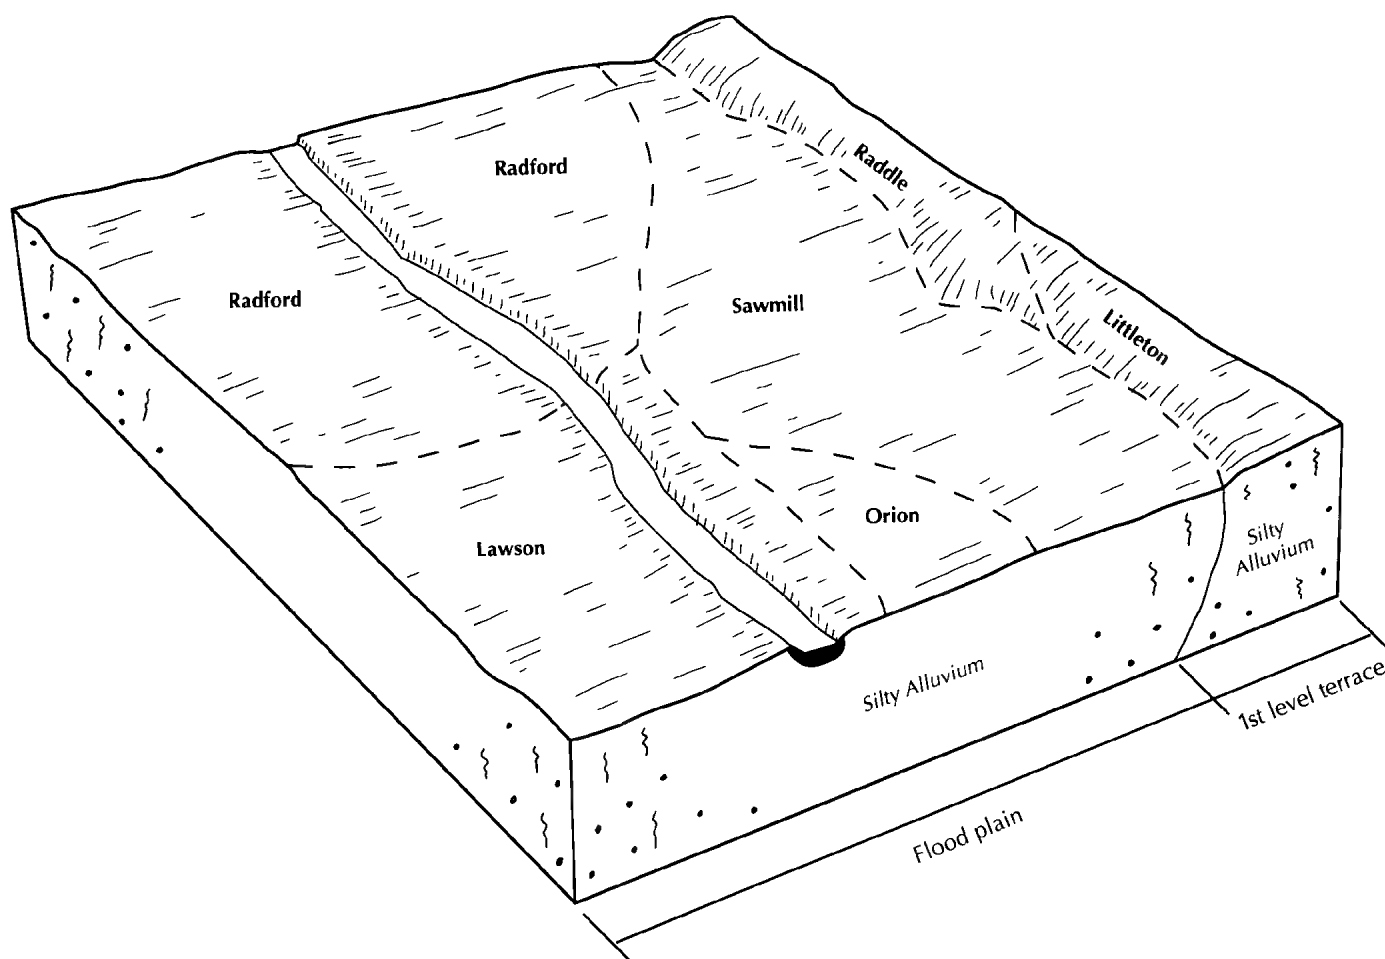 Radford
Raddle
Radford
Sawmill
Littleton
Orion
Lawson
Silty
Alluvium
Silty Alluvium
1st level terrace
Flood plain